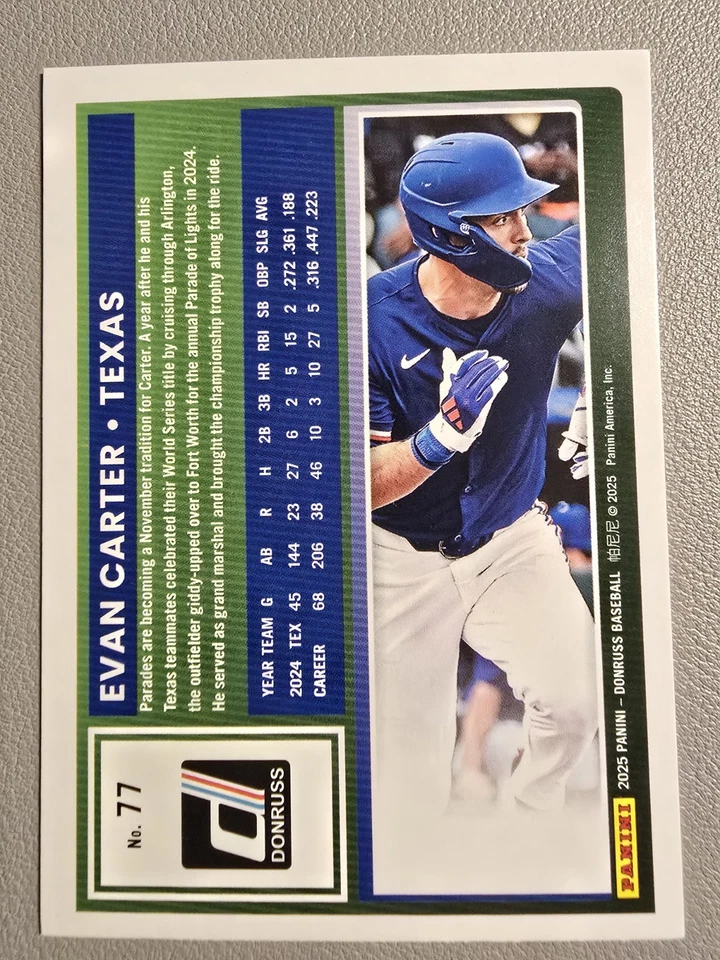 No. 77
DONRUSS
EVAN CARTER • TEXAS
Parades are becoming a November tradition for Carter. A year after he and his
Texas teammates celebrated their World Series title by cruising through Arlington,
the outfielder giddy-upped over to Fort Worth for the annual Parade of Lights in 2024.
He served as grand marshal and brought the championship trophy along for the ride.
YEAR TEAM G AB R H 2B 3B HR RBI SB OBP SLG AVG
2024 TEX 45 144 23 27 6 2 5 15 2 .272 .361 .188
CAREER 68 206 38 46 10 3 10 27 5 .316 .447 .223
PANINI 2025 PANINI – DONRUSS BASEBALL 帕尼尼 © 2025 Panini America, Inc.